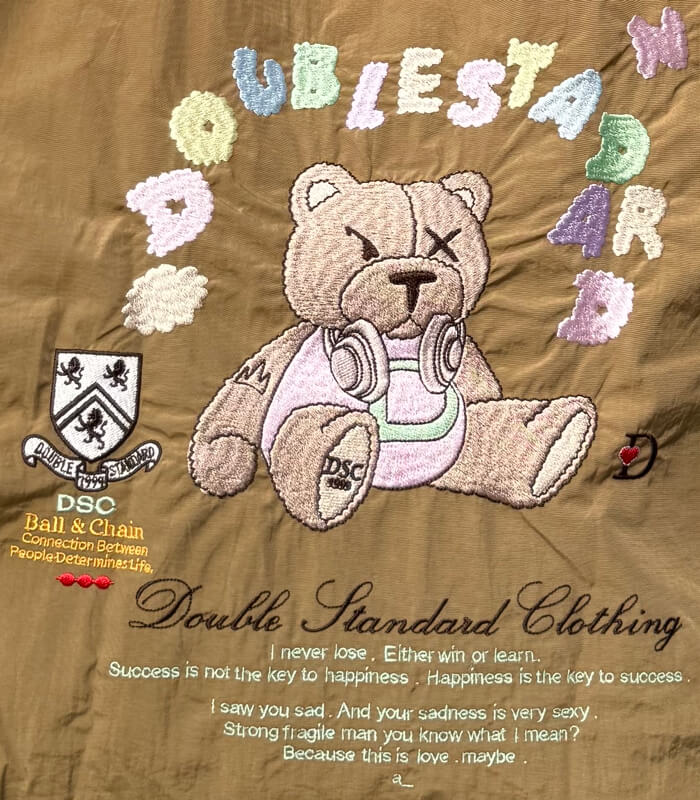 DOUBLESTANDARD
DOUBLE STANDARD
1999
DSC
Ball & Chain
Connection Between
People Determines Life.
DSC
1999
D
Double Standard Clothing
I never lose . Either win or learn.
Success is not the key to happiness . Happiness is the key to success .
I saw you sad . And your sadness is very sexy .
Strong fragile man you know what I mean?
Because this is love .maybe .
a_